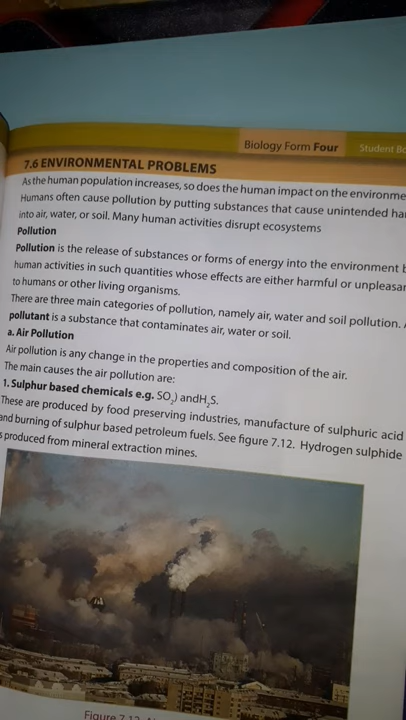 Biology Form Four Student
7.6 ENVIRONMENTAL PROBLEMS
As the human population increases, so does the human impact on the
Humans often cause pollution by putting substances that cause unintended
into air, water, or soil. Many human activities disrupt ecosystems
Pollution
Pollution is the release of substances or forms of energy into the environment
human activities in such quantities whose effects are either harmful or
to humans or other living organisms.
There are three main categories of pollution, namely air, water and soil pollution.
pollutant is a substance that contaminates air, water or soil.
a. Air Pollution
Air pollution is any change in the properties and composition of the air.
The main causes the air pollution are:
1. Sulphur based chemicals e.g. SO₂) andH₂S.
These are produced by food preserving industries, manufacture of sulphuric acid
and burning of sulphur based petroleum fuels. See figure 7.12. Hydrogen sulphide
produced from mineral extraction mines.
Figure